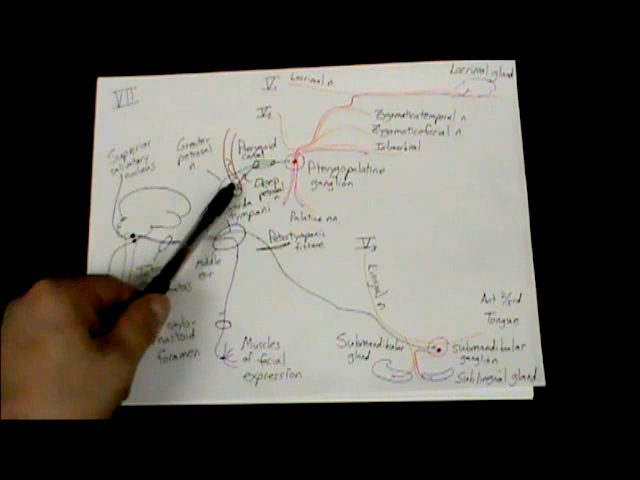 VII
V1
Lacrimal n.
Lacrimal gland
V2
Zygomaticotemporal n.
Zygomaticofacial n.
Infraorbital
Greater
petrosal
n.
Pterygoid
canal
Superior
salivatory
nucleus
Pterygopalatine
ganglion
Deep
petrosal
n
Palatine nn.
tympani
Petrotympanic
fissure
Middle
ear
V3
Lingual n
Ant 2/3rd
Tongue
Stylo-
mastoid
foramen
Muscles
of facial
expression
Submandibular
gland
Submandibular
ganglion
Sublingual gland